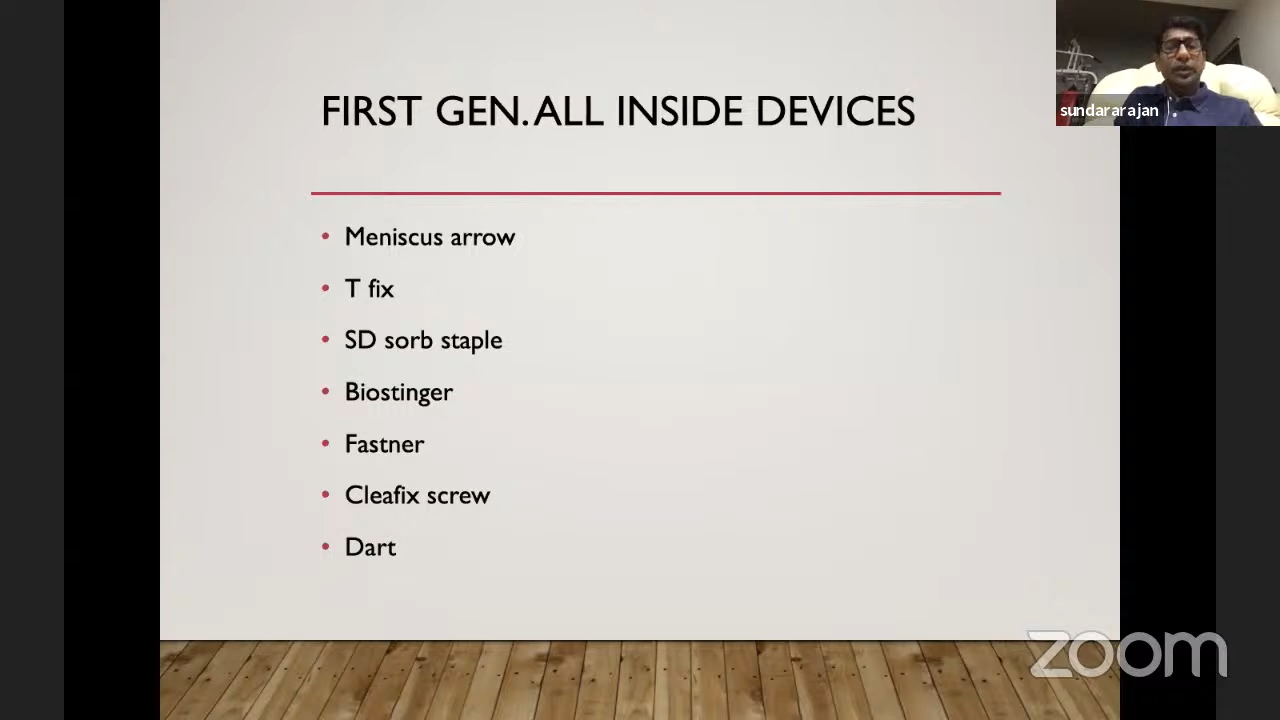 FIRST GEN. ALL INSIDE DEVICES
sundararajan
• Meniscus arrow
• T fix
• SD sorb staple
• Biostinger
• Fastner
• Cleafix screw
• Dart
zoom